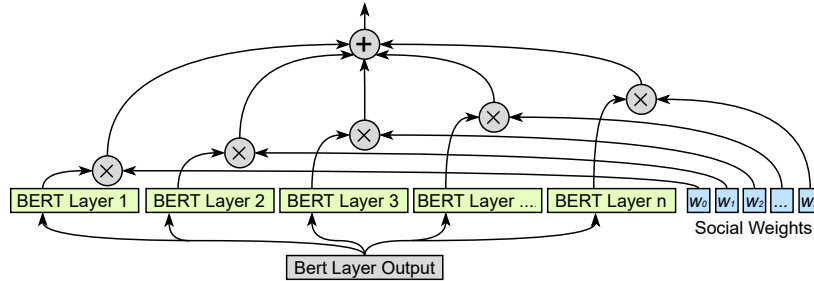 +
× × × × ×
BERT Layer 1 BERT Layer 2 BERT Layer 3 BERT Layer .... BERT Layer n w₀ w₁ w₂ ...
Social Weights
Bert Layer Output